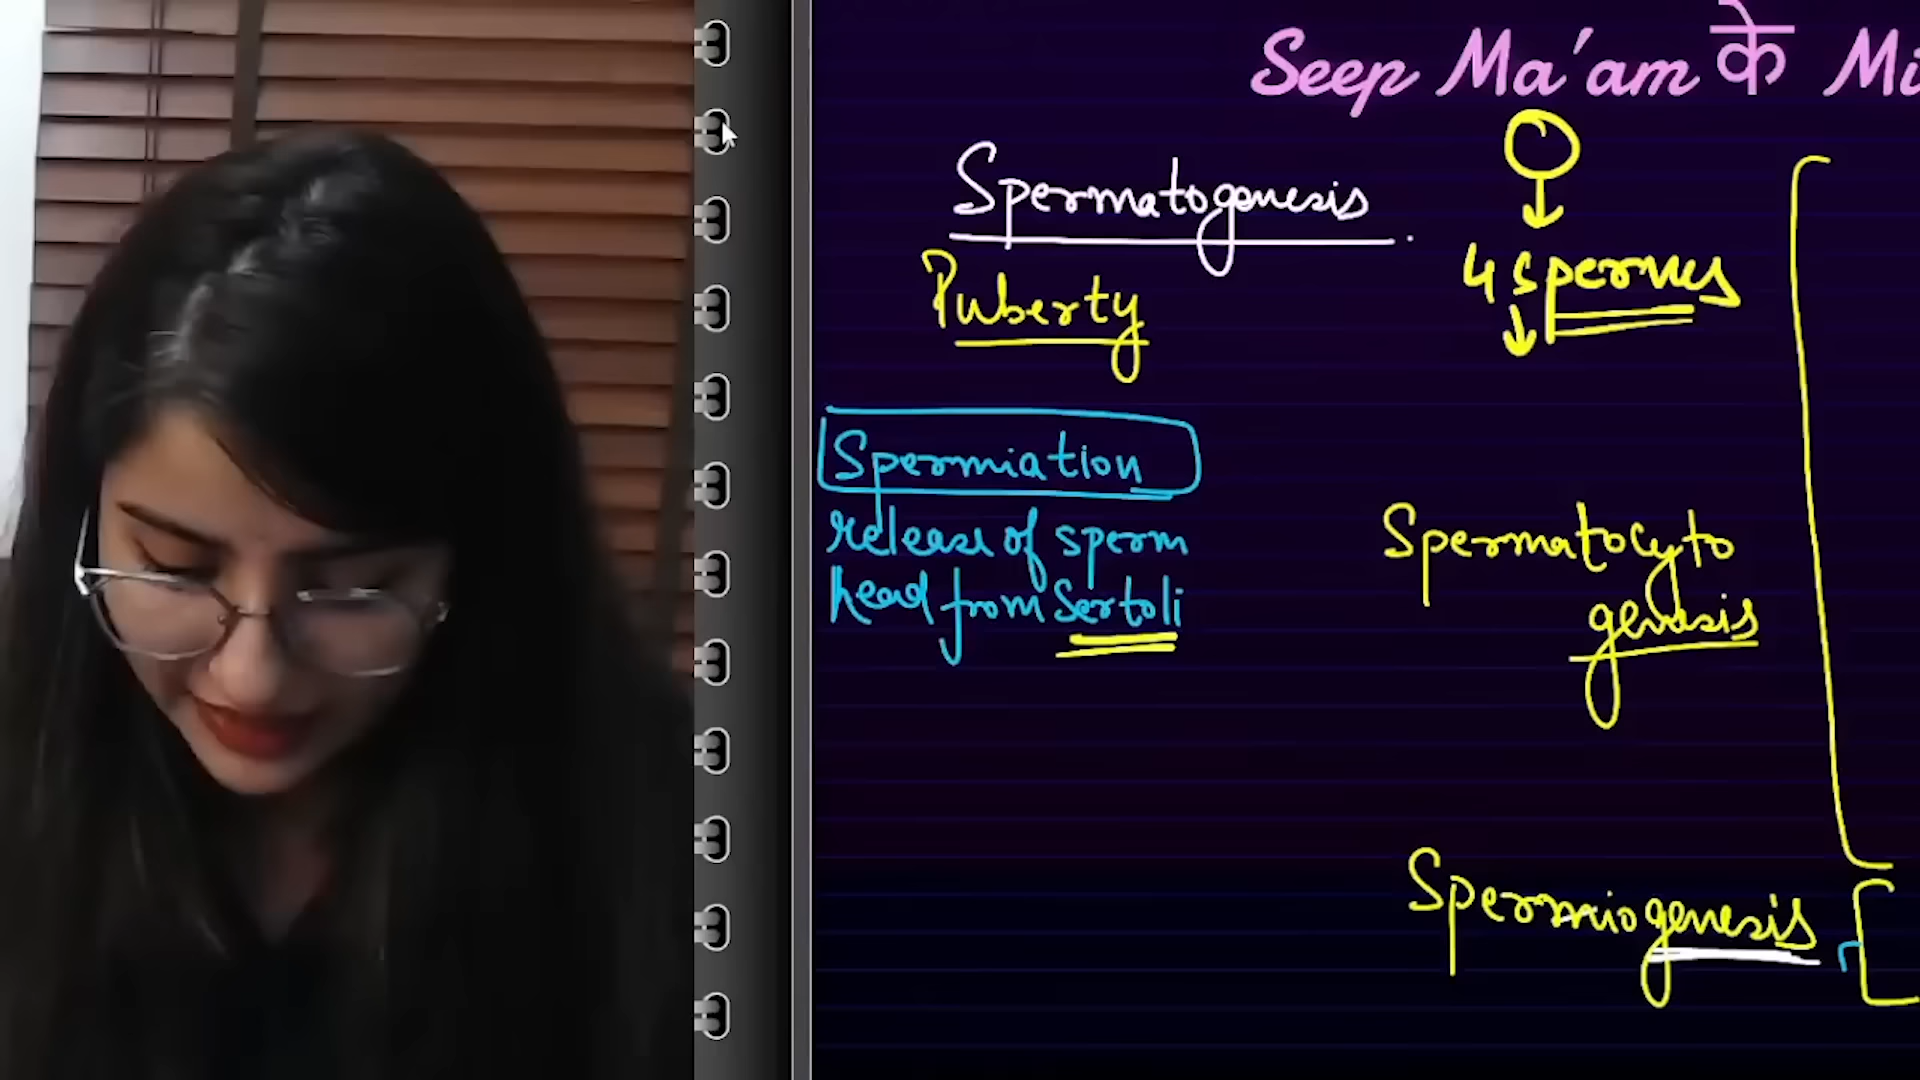 Seep Ma'am के Mi
Spermatogenesis
Puberty
4 sperms
Spermiation
release of sperm
head from Sertoli
Spermatocyto
genesis
Spermiogenesis